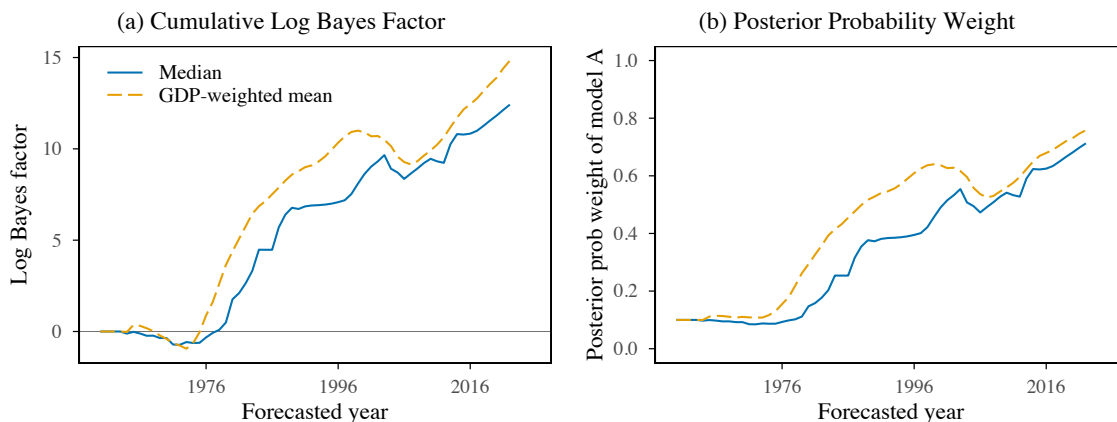 (a) Cumulative Log Bayes Factor
Log Bayes factor
15
10
5
0
Median
GDP-weighted mean
1976
1996
2016
Forecasted year
(b) Posterior Probability Weight
Posterior prob weight of model A
1.0
0.8
0.6
0.4
0.2
0.0
1976
1996
2016
Forecasted year